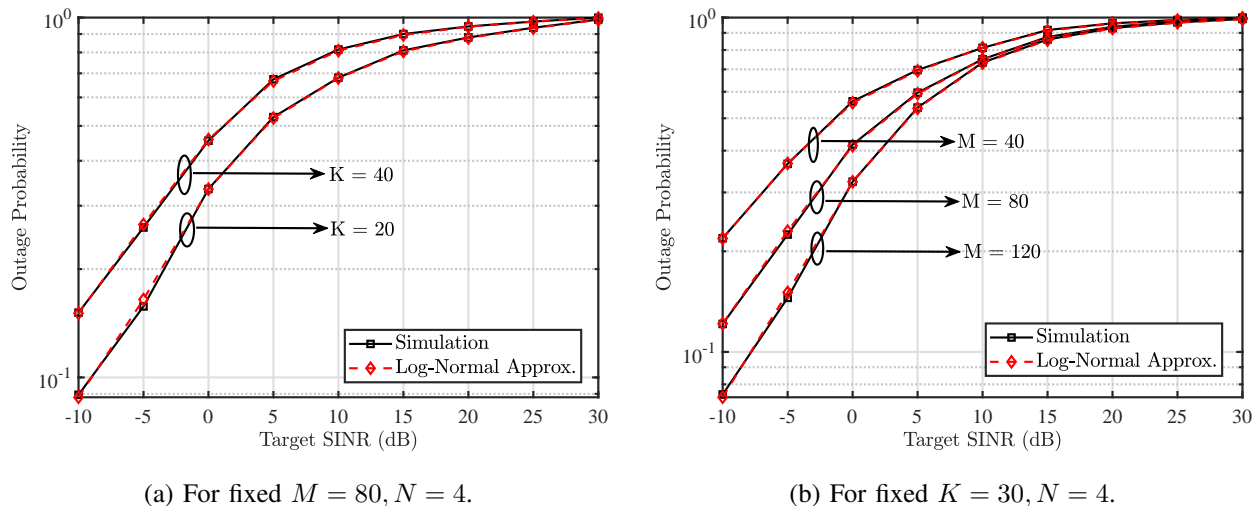 10^0
10^-1
Outage Probability
K = 40
K = 20
Simulation
Log-Normal Approx.
-10 -5 0 5 10 15 20 25 30
Target SINR (dB)
(a) For fixed M = 80, N = 4.
10^0
10^-1
Outage Probability
M = 40
M = 80
M = 120
Simulation
Log-Normal Approx.
-10 -5 0 5 10 15 20 25 30
Target SINR (dB)
(b) For fixed K = 30, N = 4.